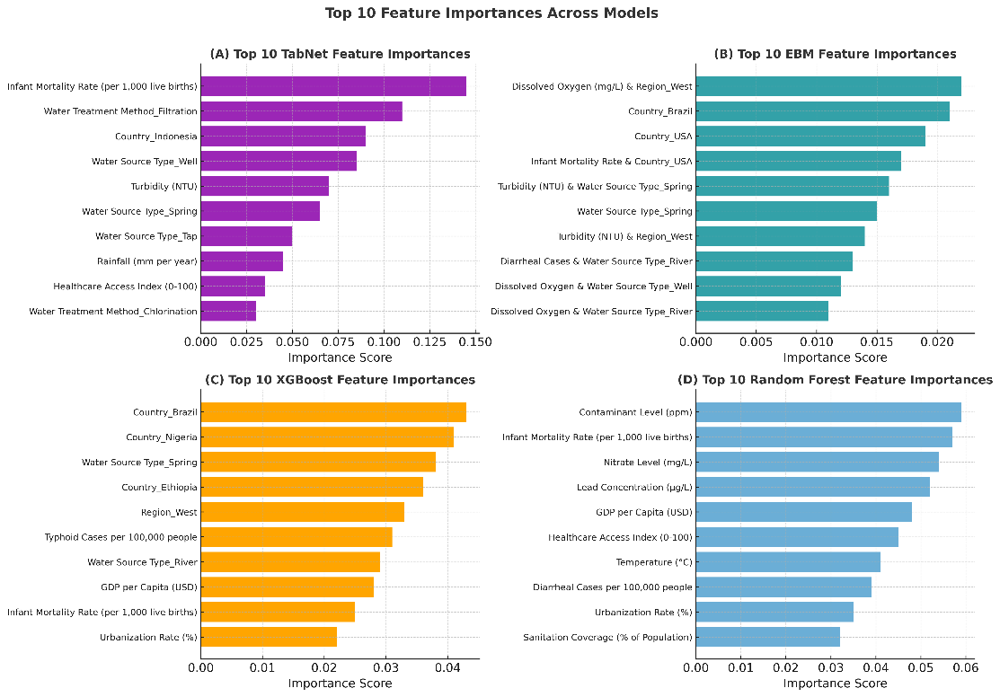 Top 10 Feature Importances Across Models
(A) Top 10 TabNet Feature Importances
Infant Mortality Rate (per 1,000 live births)
Water Treatment Method_Filtration
Country_Indonesia
Water Source Type_Well
Turbidity (NTU)
Water Source Type_Spring
Water Source Type_Tap
Rainfall (mm per year)
Healthcare Access Index (0-100)
Water Treatment Method_Chlorination
0.000 0.025 0.050 0.075 0.100 0.125 0.150
Importance Score
(B) Top 10 EBM Feature Importances
Dissolved Oxygen (mg/L) & Region_West
Country_Brazil
Country_USA
Infant Mortality Rate & Country_USA
Turbidity (NTU) & Water Source Type_Spring
Water Source Type_Spring
Turbidity (NTU) & Region_West
Diarrheal Cases & Water Source Type_River
Dissolved Oxygen & Water Source Type_Well
Dissolved Oxygen & Water Source Type_River
0.000 0.005 0.010 0.015 0.020
Importance Score
(C) Top 10 XGBoost Feature Importances
Country_Brazil
Country_Nigeria
Water Source Type_Spring
Country_Ethiopia
Region_West
Typhoid Cases per 100,000 people
Water Source Type_River
GDP per Capita (USD)
Infant Mortality Rate (per 1,000 live births)
Urbanization Rate (%)
0.00 0.01 0.02 0.03 0.04
Importance Score
(D) Top 10 Random Forest Feature Importances
Contaminant Level (ppm)
Infant Mortality Rate (per 1,000 live births)
Nitrate Level (mg/L)
Lead Concentration (µg/L)
GDP per Capita (USD)
Healthcare Access Index (0-100)
Temperature (°C)
Diarrheal Cases per 100,000 people
Urbanization Rate (%)
Sanitation Coverage (% of Population)
0.00 0.01 0.02 0.03 0.04 0.05 0.06
Importance Score